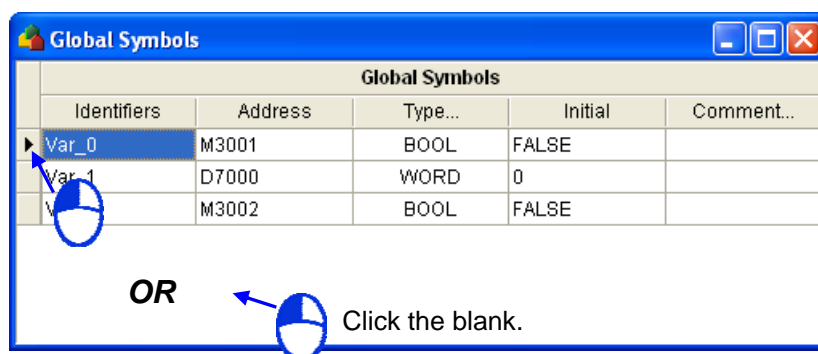 Global Symbols
Global Symbols
Identifiers Address Type... Initial Comment...
Var_0 M3001 BOOL FALSE
Var_1 D7000 WORD 0
M3002 BOOL FALSE
OR
Click the blank.